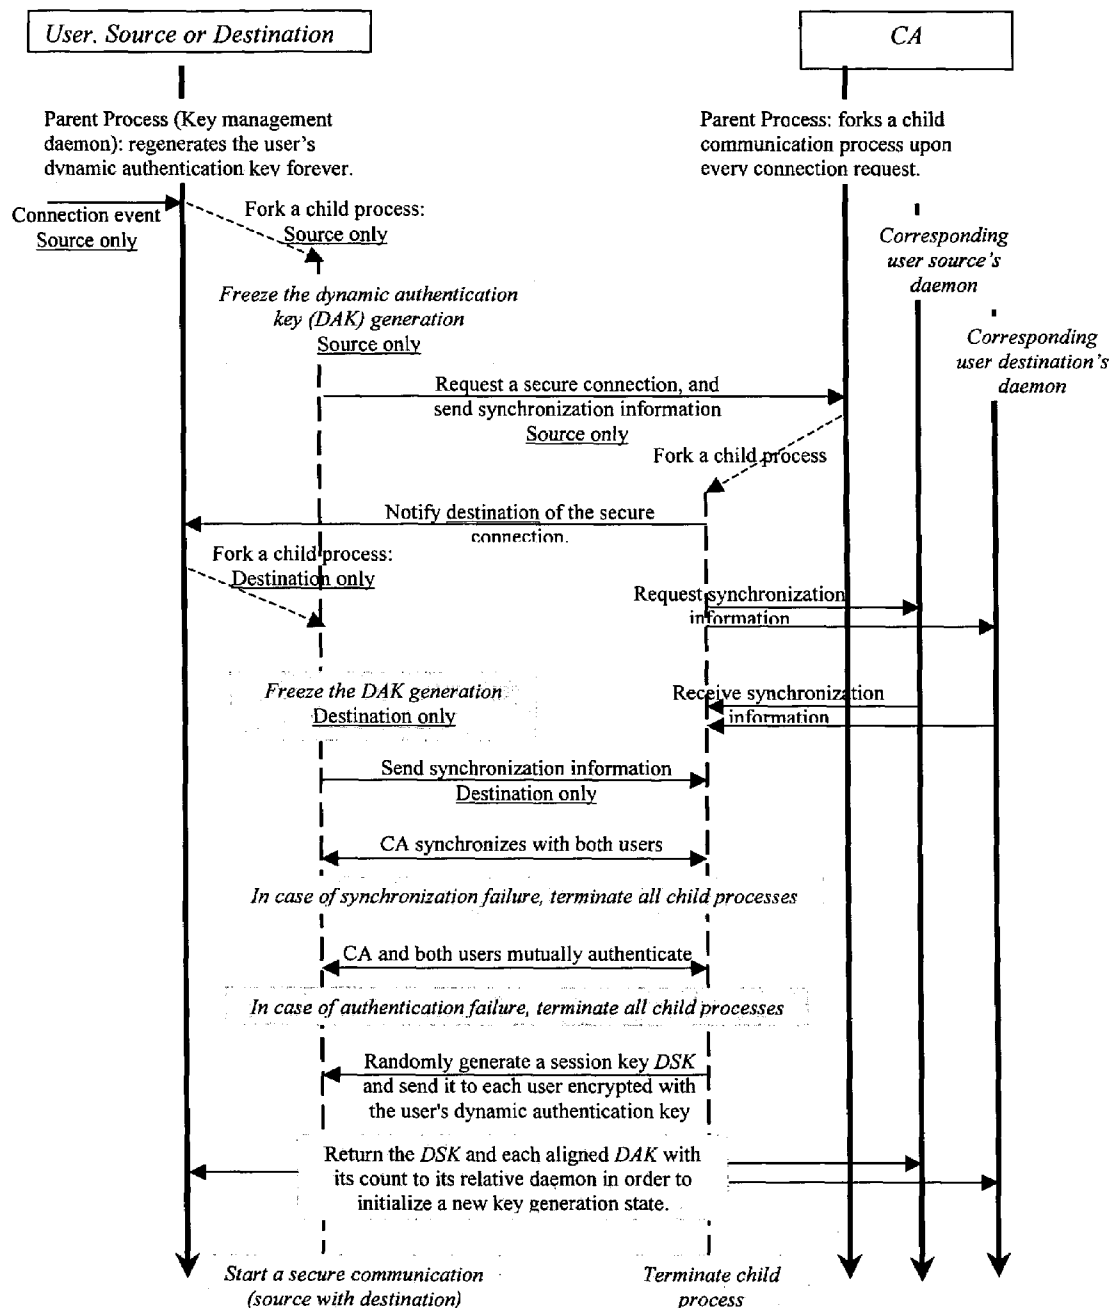 User, Source or Destination
CA
Parent Process (Key management
daemon): regenerates the user's
dynamic authentication key forever.
Parent Process: forks a child
communication process upon
every connection request.
Connection event
Source only
Fork a child process:
Source only
Corresponding
user source's
daemon
Freeze the dynamic authentication
key (DAK) generation
Source only
Corresponding
user destination's
daemon
Request a secure connection, and
send synchronization information
Source only
Fork a child process
Notify destination of the secure
connection.
Fork a child process:
Destination only
Request synchronization
information
Freeze the DAK generation
Destination only
Receive synchronization
information
Send synchronization information
Destination only
CA synchronizes with both users
In case of synchronization failure, terminate all child processes
CA and both users mutually authenticate
In case of authentication failure, terminate all child processes
Randomly generate a session key DSK
and send it to each user encrypted with
the user's dynamic authentication key
Return the DSK and each aligned DAK with
its count to its relative daemon in order to
initialize a new key generation state.
Start a secure communication
(source with destination)
Terminate child
process